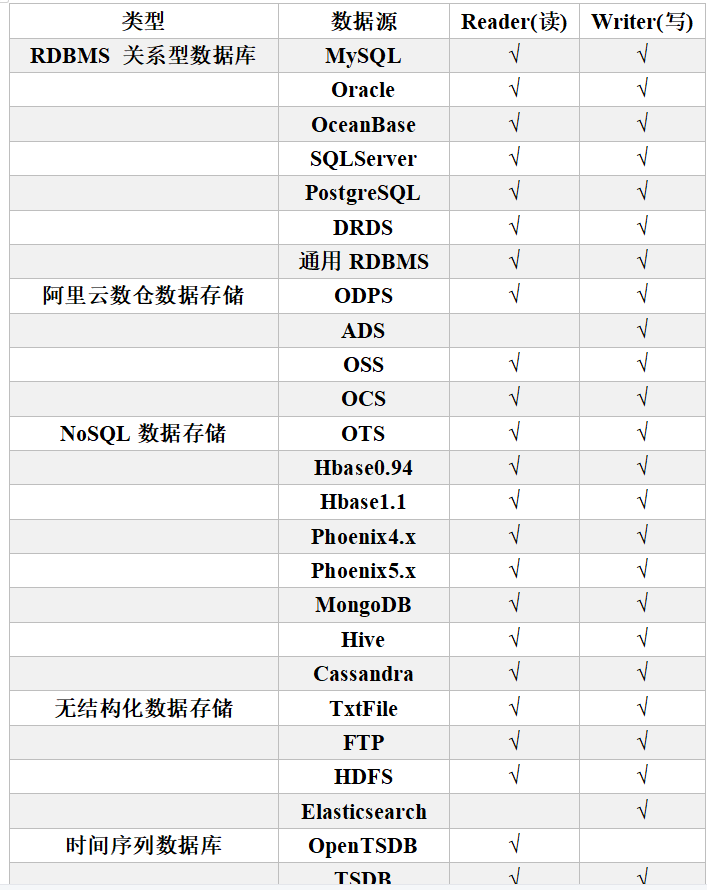 类型 数据源 Reader(读) Writer(写)
RDBMS 关系型数据库 MySQL √ √
Oracle √ √
OceanBase √ √
SQLServer √ √
PostgreSQL √ √
DRDS √ √
通用 RDBMS √ √
阿里云数仓数据存储 ODPS √ √
ADS √
OSS √ √
OCS √ √
NoSQL 数据存储 OTS √ √
Hbase0.94 √ √
Hbase1.1 √ √
Phoenix4.x √ √
Phoenix5.x √ √
MongoDB √ √
Hive √ √
Cassandra √ √
无结构化数据存储 TxtFile √ √
FTP √ √
HDFS √ √
Elasticsearch √
时间序列数据库 OpenTSDB √
TSDB √ √